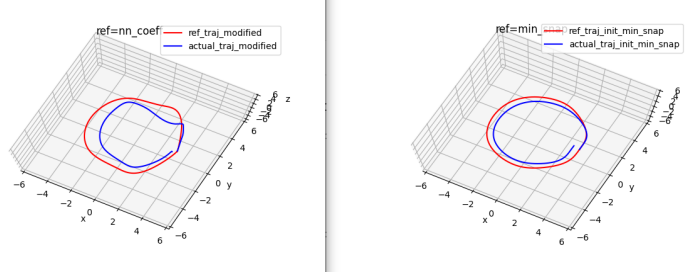 ref=nn_coef
ref_traj_modified
actual_traj_modified
z
6
4
2
0
−2
−4
−6
y
−6
−4
−2
0
2
4
6
x
ref=min_snap
ref_traj_init_min_snap
actual_traj_init_min_snap
6
4
2
0
−2
−4
−6
y
−6
−4
−2
0
2
4
6
x